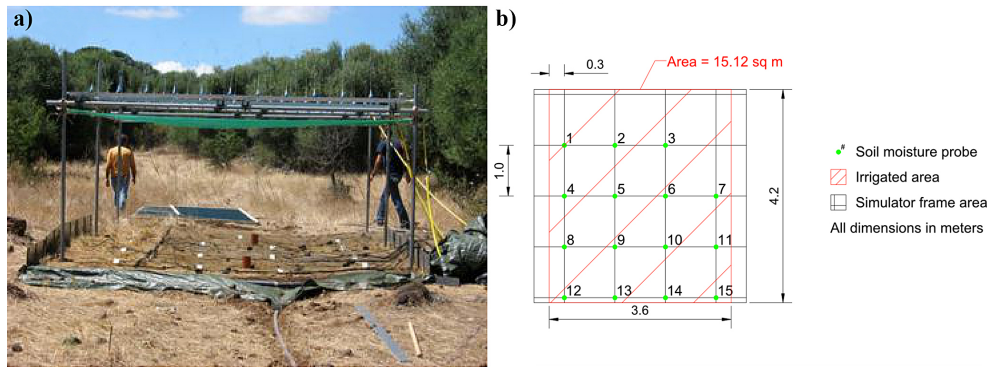 a)
b)
0.3
Area = 15.12 sq m
1 2 3
1.0
4 5 6 7
8 9 10 11
12 13 14 15
4.2
3.6
# Soil moisture probe
Irrigated area
Simulator frame area
All dimensions in meters